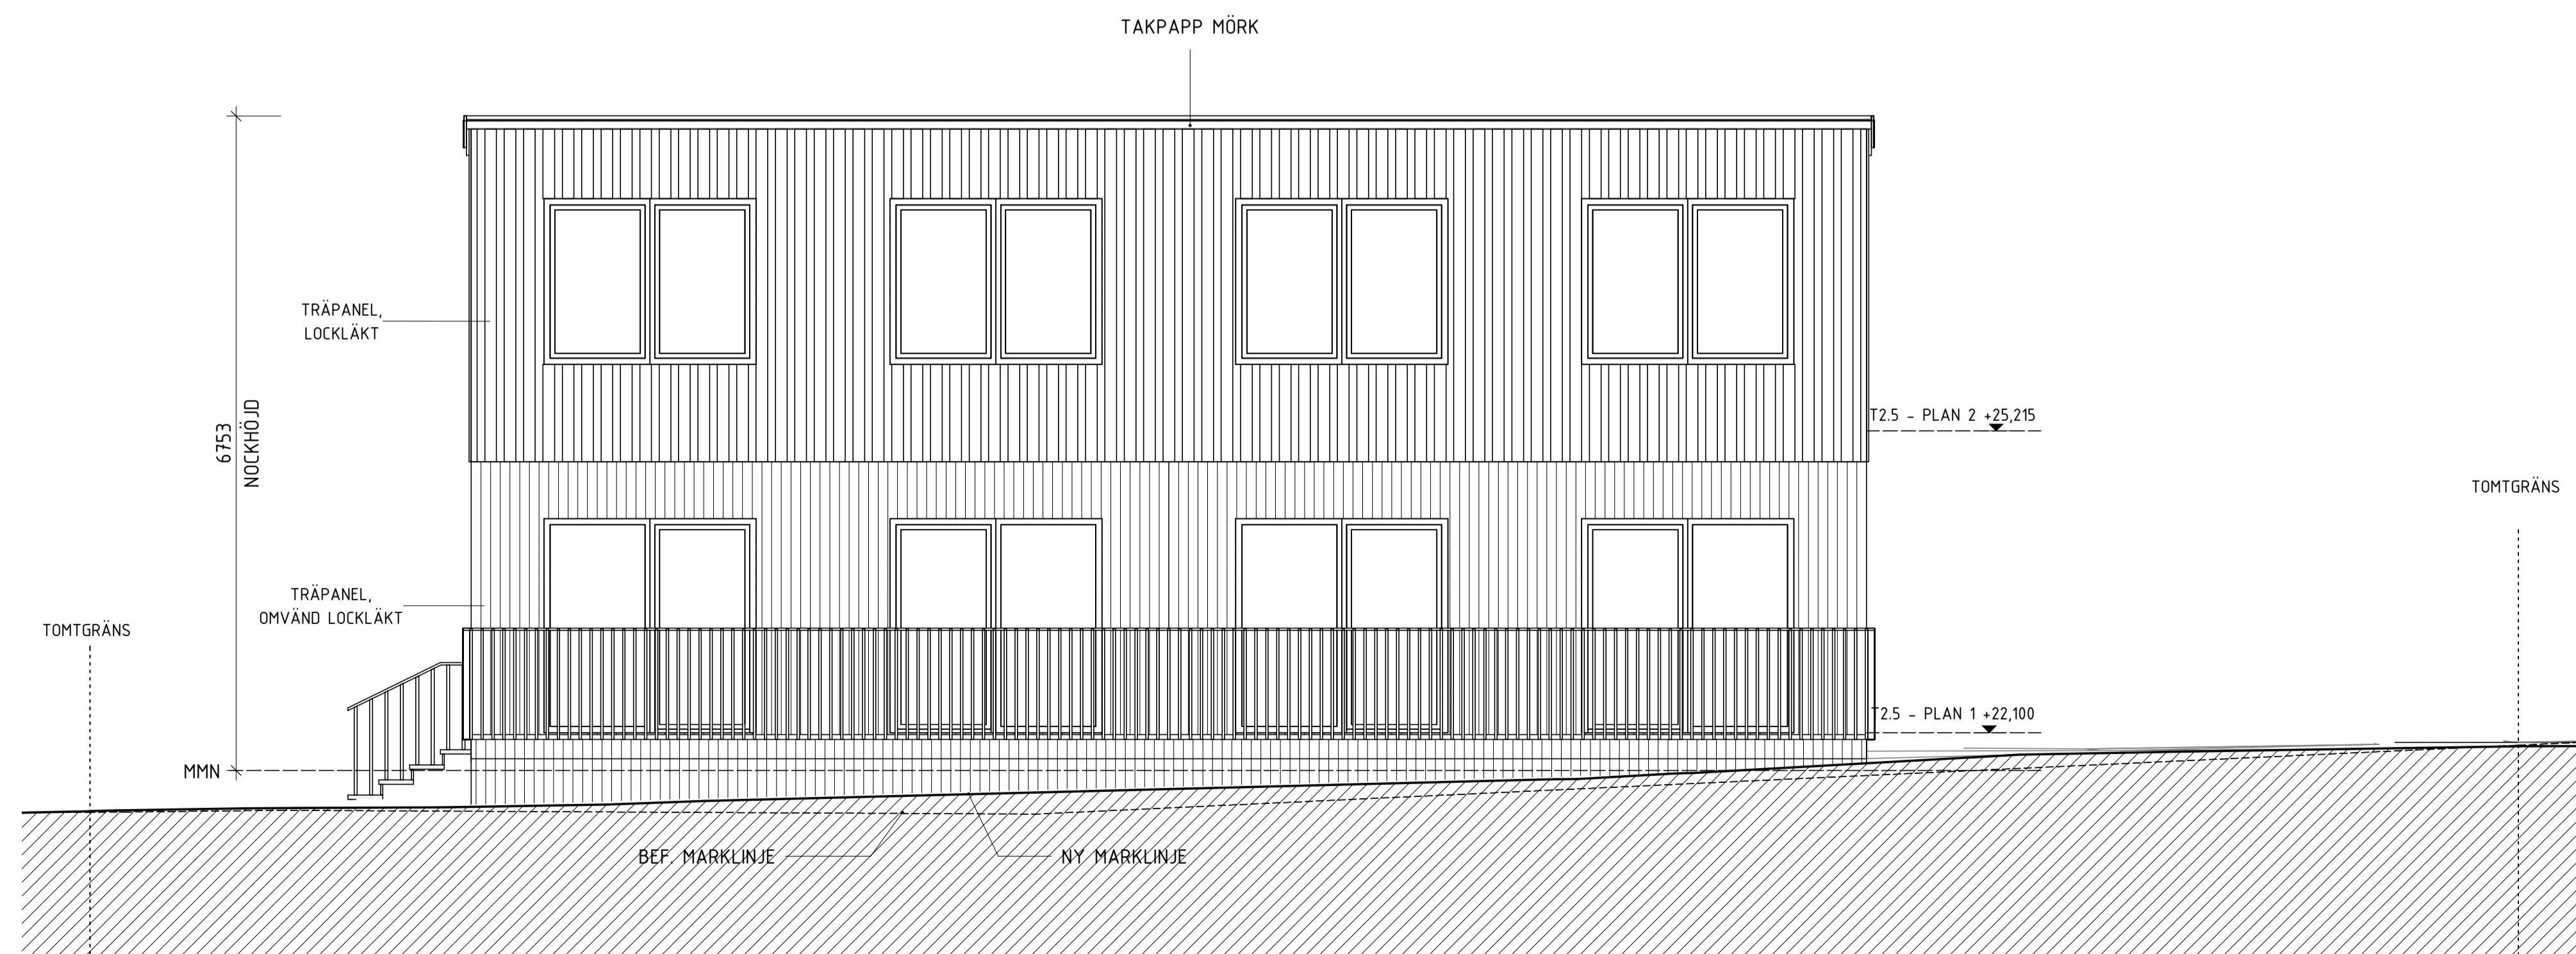 TAKPAPP MÖRK
TRÄPANEL,
LOCKLÄKT
6753
NOCKHÖJD
T2.5 - PLAN 2 +25,215
TOMTGRÄNS
TRÄPANEL,
OMVÄND LOCKLÄKT
TOMTGRÄNS
T2.5 - PLAN 1 +22,100
MMN
BEF. MARKLINJE
NY MARKLINJE